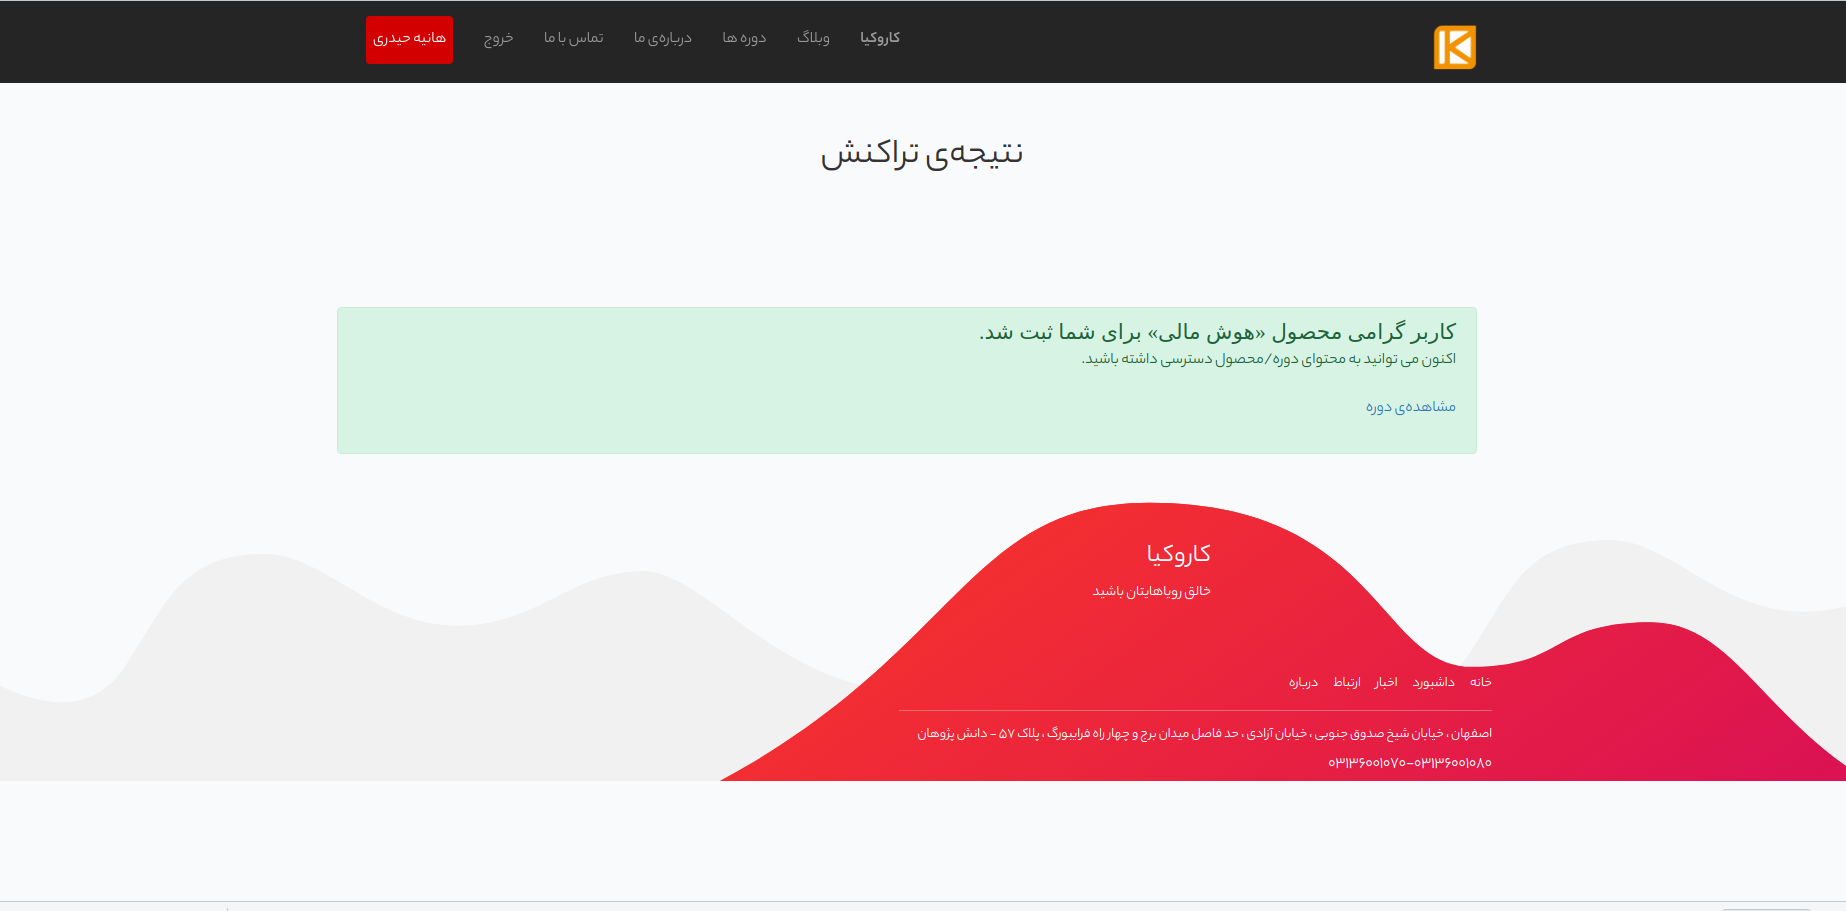 کاروکیا
وبلاگ
دوره ها
درباره‌ی ما
تماس با ما
خروج
هانیه حیدری
نتیجه‌ی تراکنش
کاربر گرامی محصول «هوش مالی» برای شما ثبت شد.
اکنون می توانید به محتوای دوره/محصول دسترسی داشته باشید.
مشاهده‌ی دوره
کاروکیا
خالق رویاهایتان باشید
خانه داشبورد اخبار ارتباط درباره
اصفهان ، خیابان شیخ صدوق جنوبی ، خیابان آزادی ، حد فاصل میدان برج و چهار راه فرایبورگ ، پلاک ۵۷ - دانش پژوهان
۰۳۱۳۶۰۰۱۰۷۰-۰۳۱۳۶۰۰۱۰۸۰